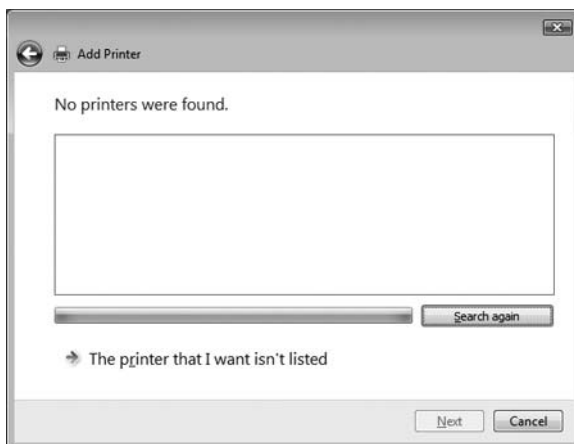 Add Printer
No printers were found.
Search again
The printer that I want isn't listed
Next
Cancel